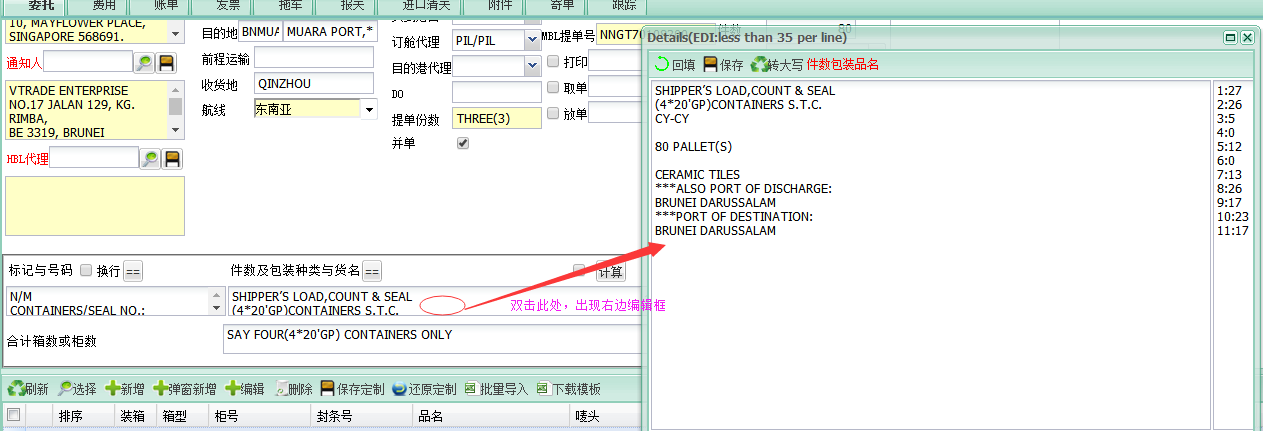 委托 费用 账单 发票 拖车 报关 进口清关 附件 寄单 跟踪
10, MAYFLOWER PLACE,
SINGAPORE 568691.
通知人
VTRADE ENTERPRISE
NO.17 JALAN 129, KG.
RIMBA,
BE 3319, BRUNEI
HBL代理
目的地 BNMUA MUARA PORT,*
前程运输
收货地 QINZHOU
航线 东南亚
订舱代理 PIL/PIL
目的港代理
DO
提单份数 THREE(3)
并单
MBL提单号
件数 80
打印
取单
放单
Details(EDI:less than 35 per line)
回填 保存 转大写 件数包装品名
SHIPPER'S LOAD,COUNT & SEAL
(4*20'GP)CONTAINERS S.T.C.
CY-CY
80 PALLET(S)
CERAMIC TILES
***ALSO PORT OF DISCHARGE:
BRUNEI DARUSSALAM
***PORT OF DESTINATION:
BRUNEI DARUSSALAM
1:27
2:26
3:5
4:0
5:12
6:0
7:13
8:26
9:17
10:23
11:17
标记与号码 换行 == 件数及包装种类与货名 == 计算
N/M
CONTAINERS/SEAL NO.:
SHIPPER'S LOAD,COUNT & SEAL
(4*20'GP)CONTAINERS S.T.C.
双击此处，出现右边编辑框
合计箱数或柜数 SAY FOUR(4*20'GP) CONTAINERS ONLY
刷新 选择 新增 弹窗新增 编辑 删除 保存定制 还原定制 批量导入 下载模板
排序 装箱 箱型 柜号 封条号 品名 唛头